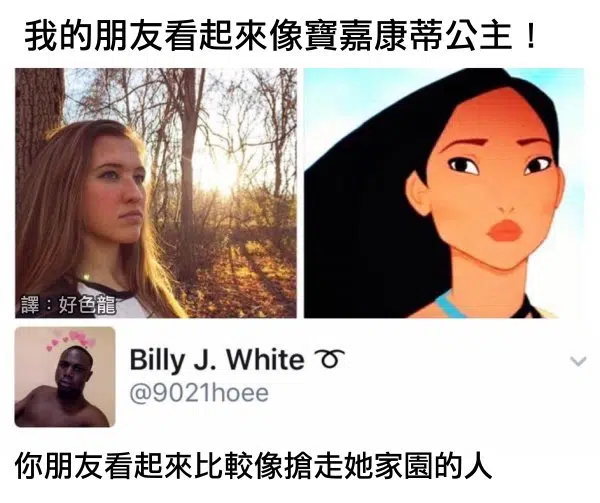 我的朋友看起來像寶嘉康蒂公主！
譯：好色龍
Billy J. White ➰
@9021hoee
你朋友看起來比較像搶走她家園的人